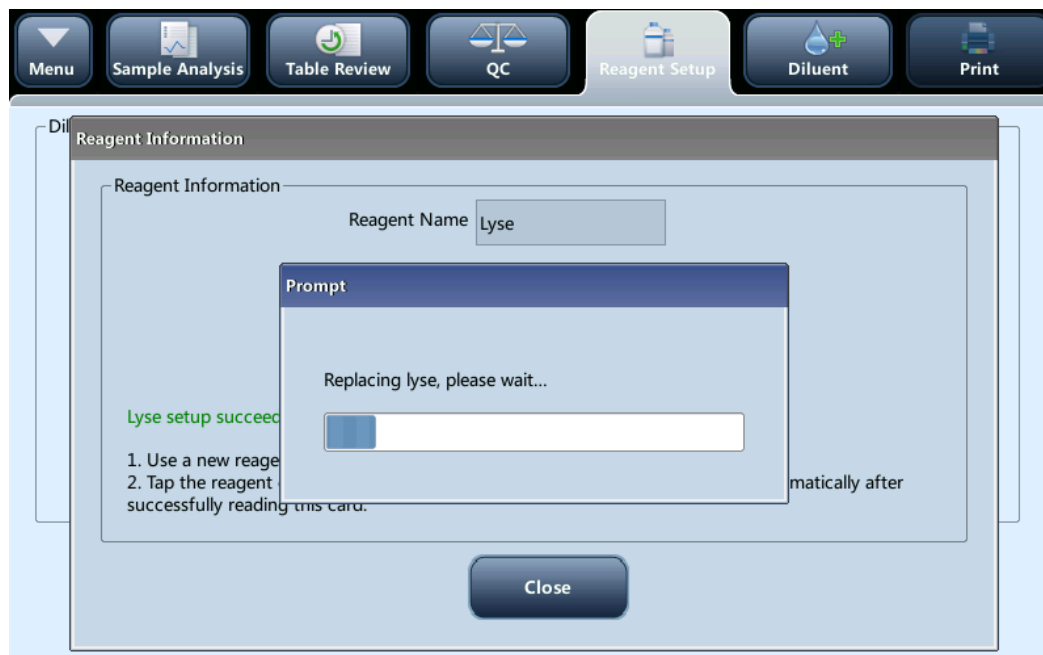 Menu
Sample Analysis
Table Review
QC
Reagent Setup
Diluent
Print
Dil
Reagent Information
Reagent Information
Reagent Name
Lyse
Prompt
Replacing lyse, please wait...
Lyse setup succeed
1. Use a new reage
2. Tap the reagent matically after
successfully reading this card.
Close